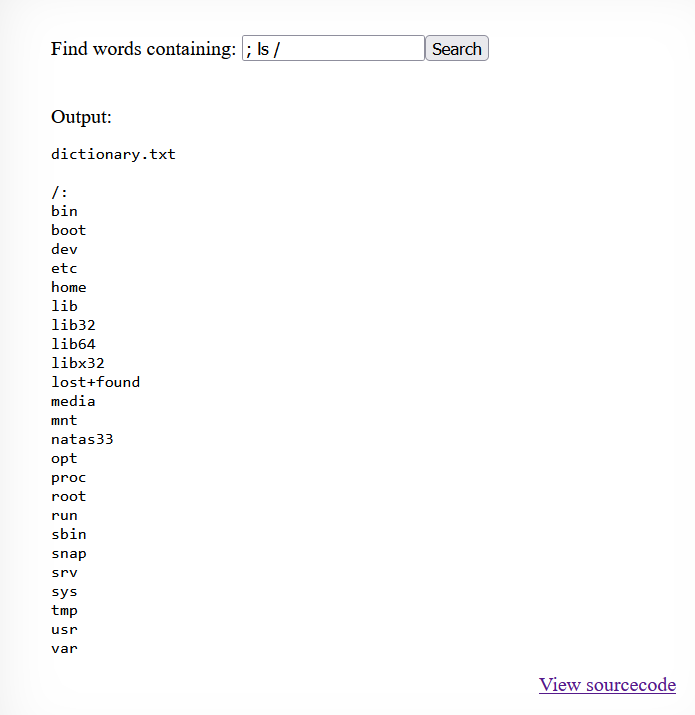 Find words containing: ; ls / Search
Output:
dictionary.txt
/:
bin
boot
dev
etc
home
lib
lib32
lib64
libx32
lost+found
media
mnt
natas33
opt
proc
root
run
sbin
snap
srv
sys
tmp
usr
var
View sourcecode